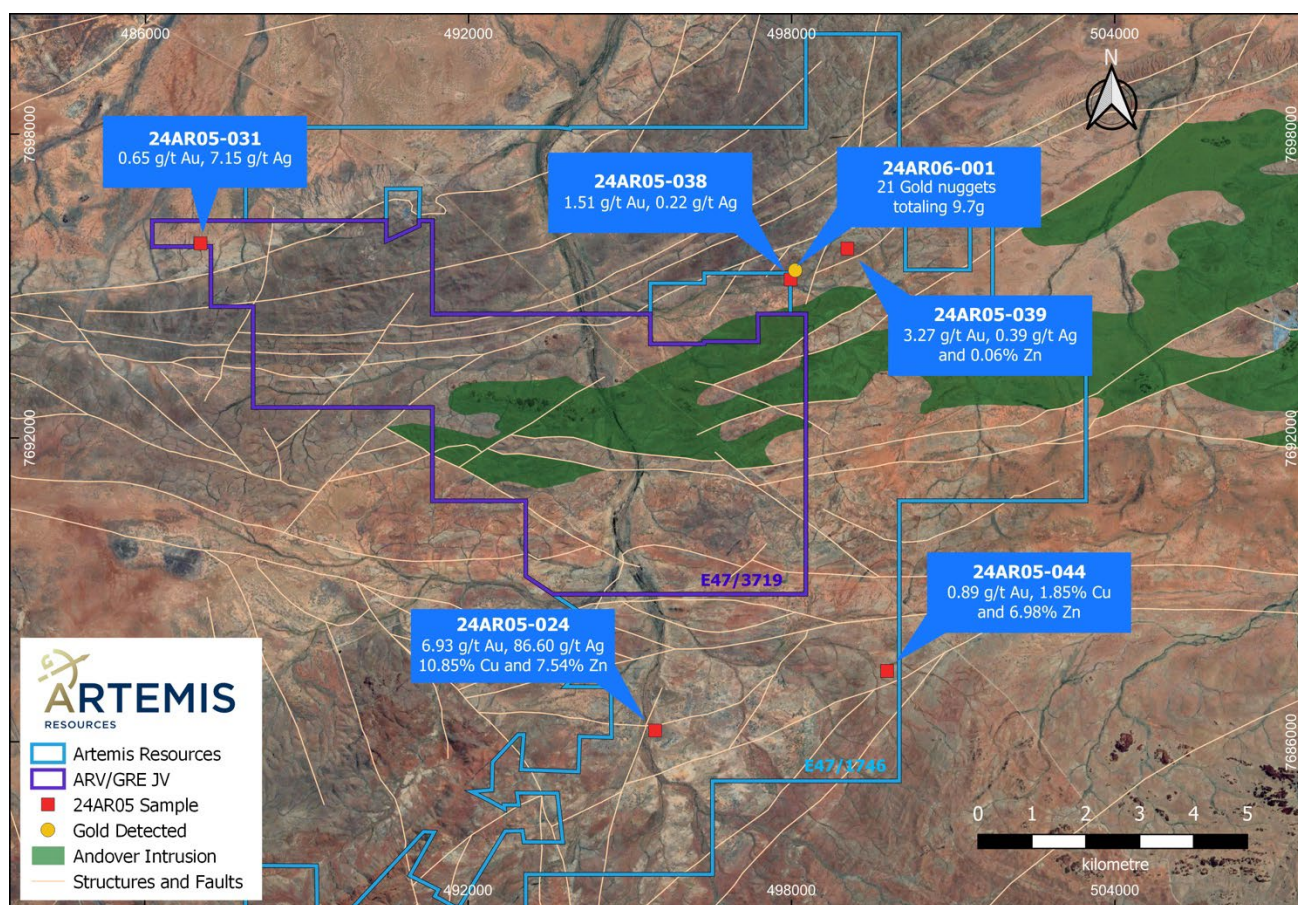 486000
492000
498000
504000
N
7698000
7698000
24AR05-031
0.65 g/t Au, 7.15 g/t Ag
24AR05-038
1.51 g/t Au, 0.22 g/t Ag
24AR06-001
21 Gold nuggets
totaling 9.7g
24AR05-039
3.27 g/t Au, 0.39 g/t Ag
and 0.06% Zn
7692000
7692000
E47/3719
24AR05-044
0.89 g/t Au, 1.85% Cu
and 6.98% Zn
24AR05-024
6.93 g/t Au, 86.60 g/t Ag
10.85% Cu and 7.54% Zn
ARTEMIS
RESOURCES
Artemis Resources
ARV/GRE JV
24AR05 Sample
Gold Detected
Andover Intrusion
Structures and Faults
E47/1746
7686000
0 1 2 3 4 5
kilometre
492000
498000
504000